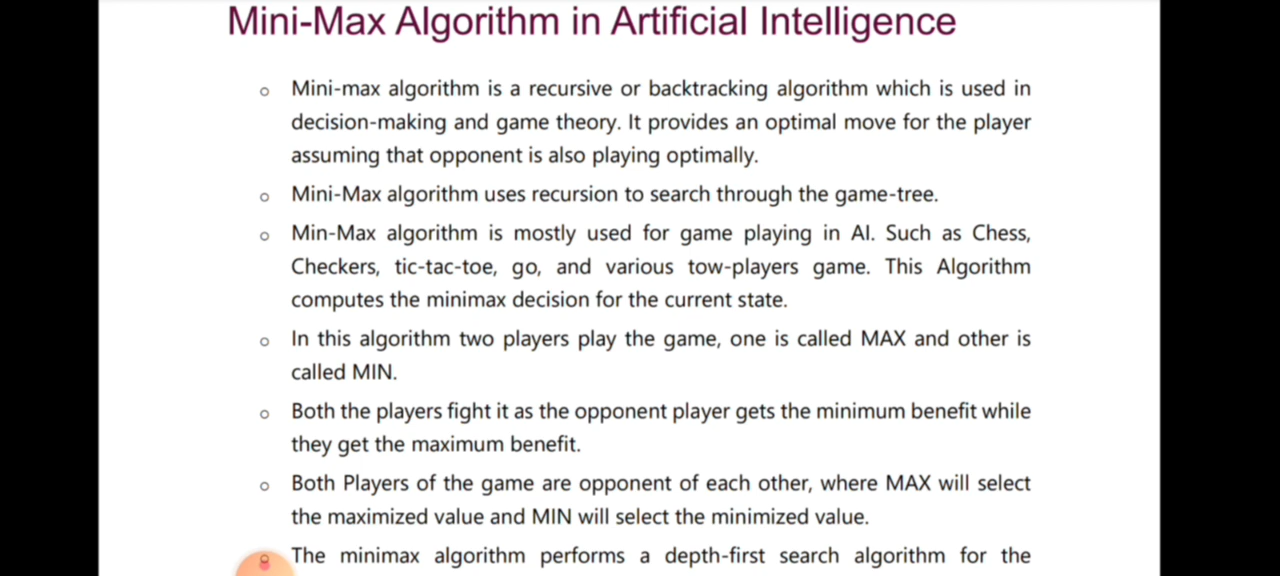 Mini-Max Algorithm in Artificial Intelligence
Mini-max algorithm is a recursive or backtracking algorithm which is used in
decision-making and game theory. It provides an optimal move for the player
assuming that opponent is also playing optimally.
Mini-Max algorithm uses recursion to search through the game-tree.
Min-Max algorithm is mostly used for game playing in AI. Such as Chess,
Checkers, tic-tac-toe, go, and various tow-players game. This Algorithm
computes the minimax decision for the current state.
In this algorithm two players play the game, one is called MAX and other is
called MIN.
Both the players fight it as the opponent player gets the minimum benefit while
they get the maximum benefit.
Both Players of the game are opponent of each other, where MAX will select
the maximized value and MIN will select the minimized value.
The minimax algorithm performs a depth-first search algorithm for the